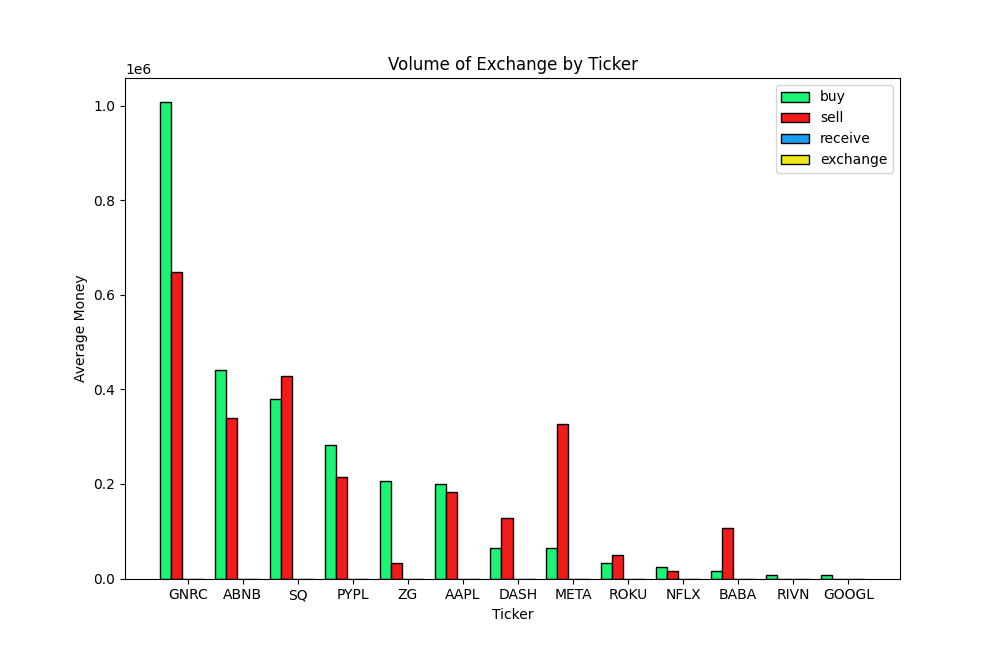 Volume of Exchange by Ticker
1e6
1.0
0.8
0.6
0.4
0.2
0.0
Average Money
buy
sell
receive
exchange
GNRC ABNB SQ PYPL ZG AAPL DASH META ROKU NFLX BABA RIVN GOOGL
Ticker